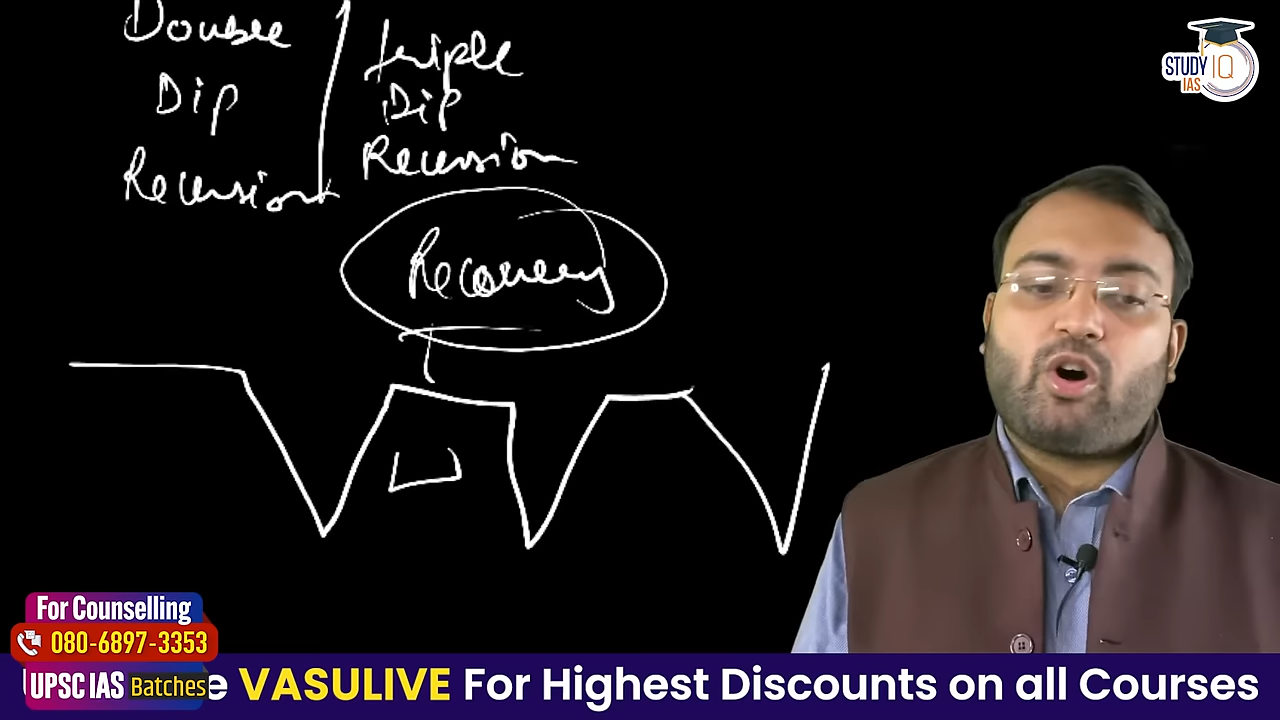 Double
Dip
Recession
triple
Dip
Recession
Recovery
STUDY IQ
IAS
For Counselling
080-6897-3353
UPSC IAS Batches
e VASULIVE For Highest Discounts on all Courses